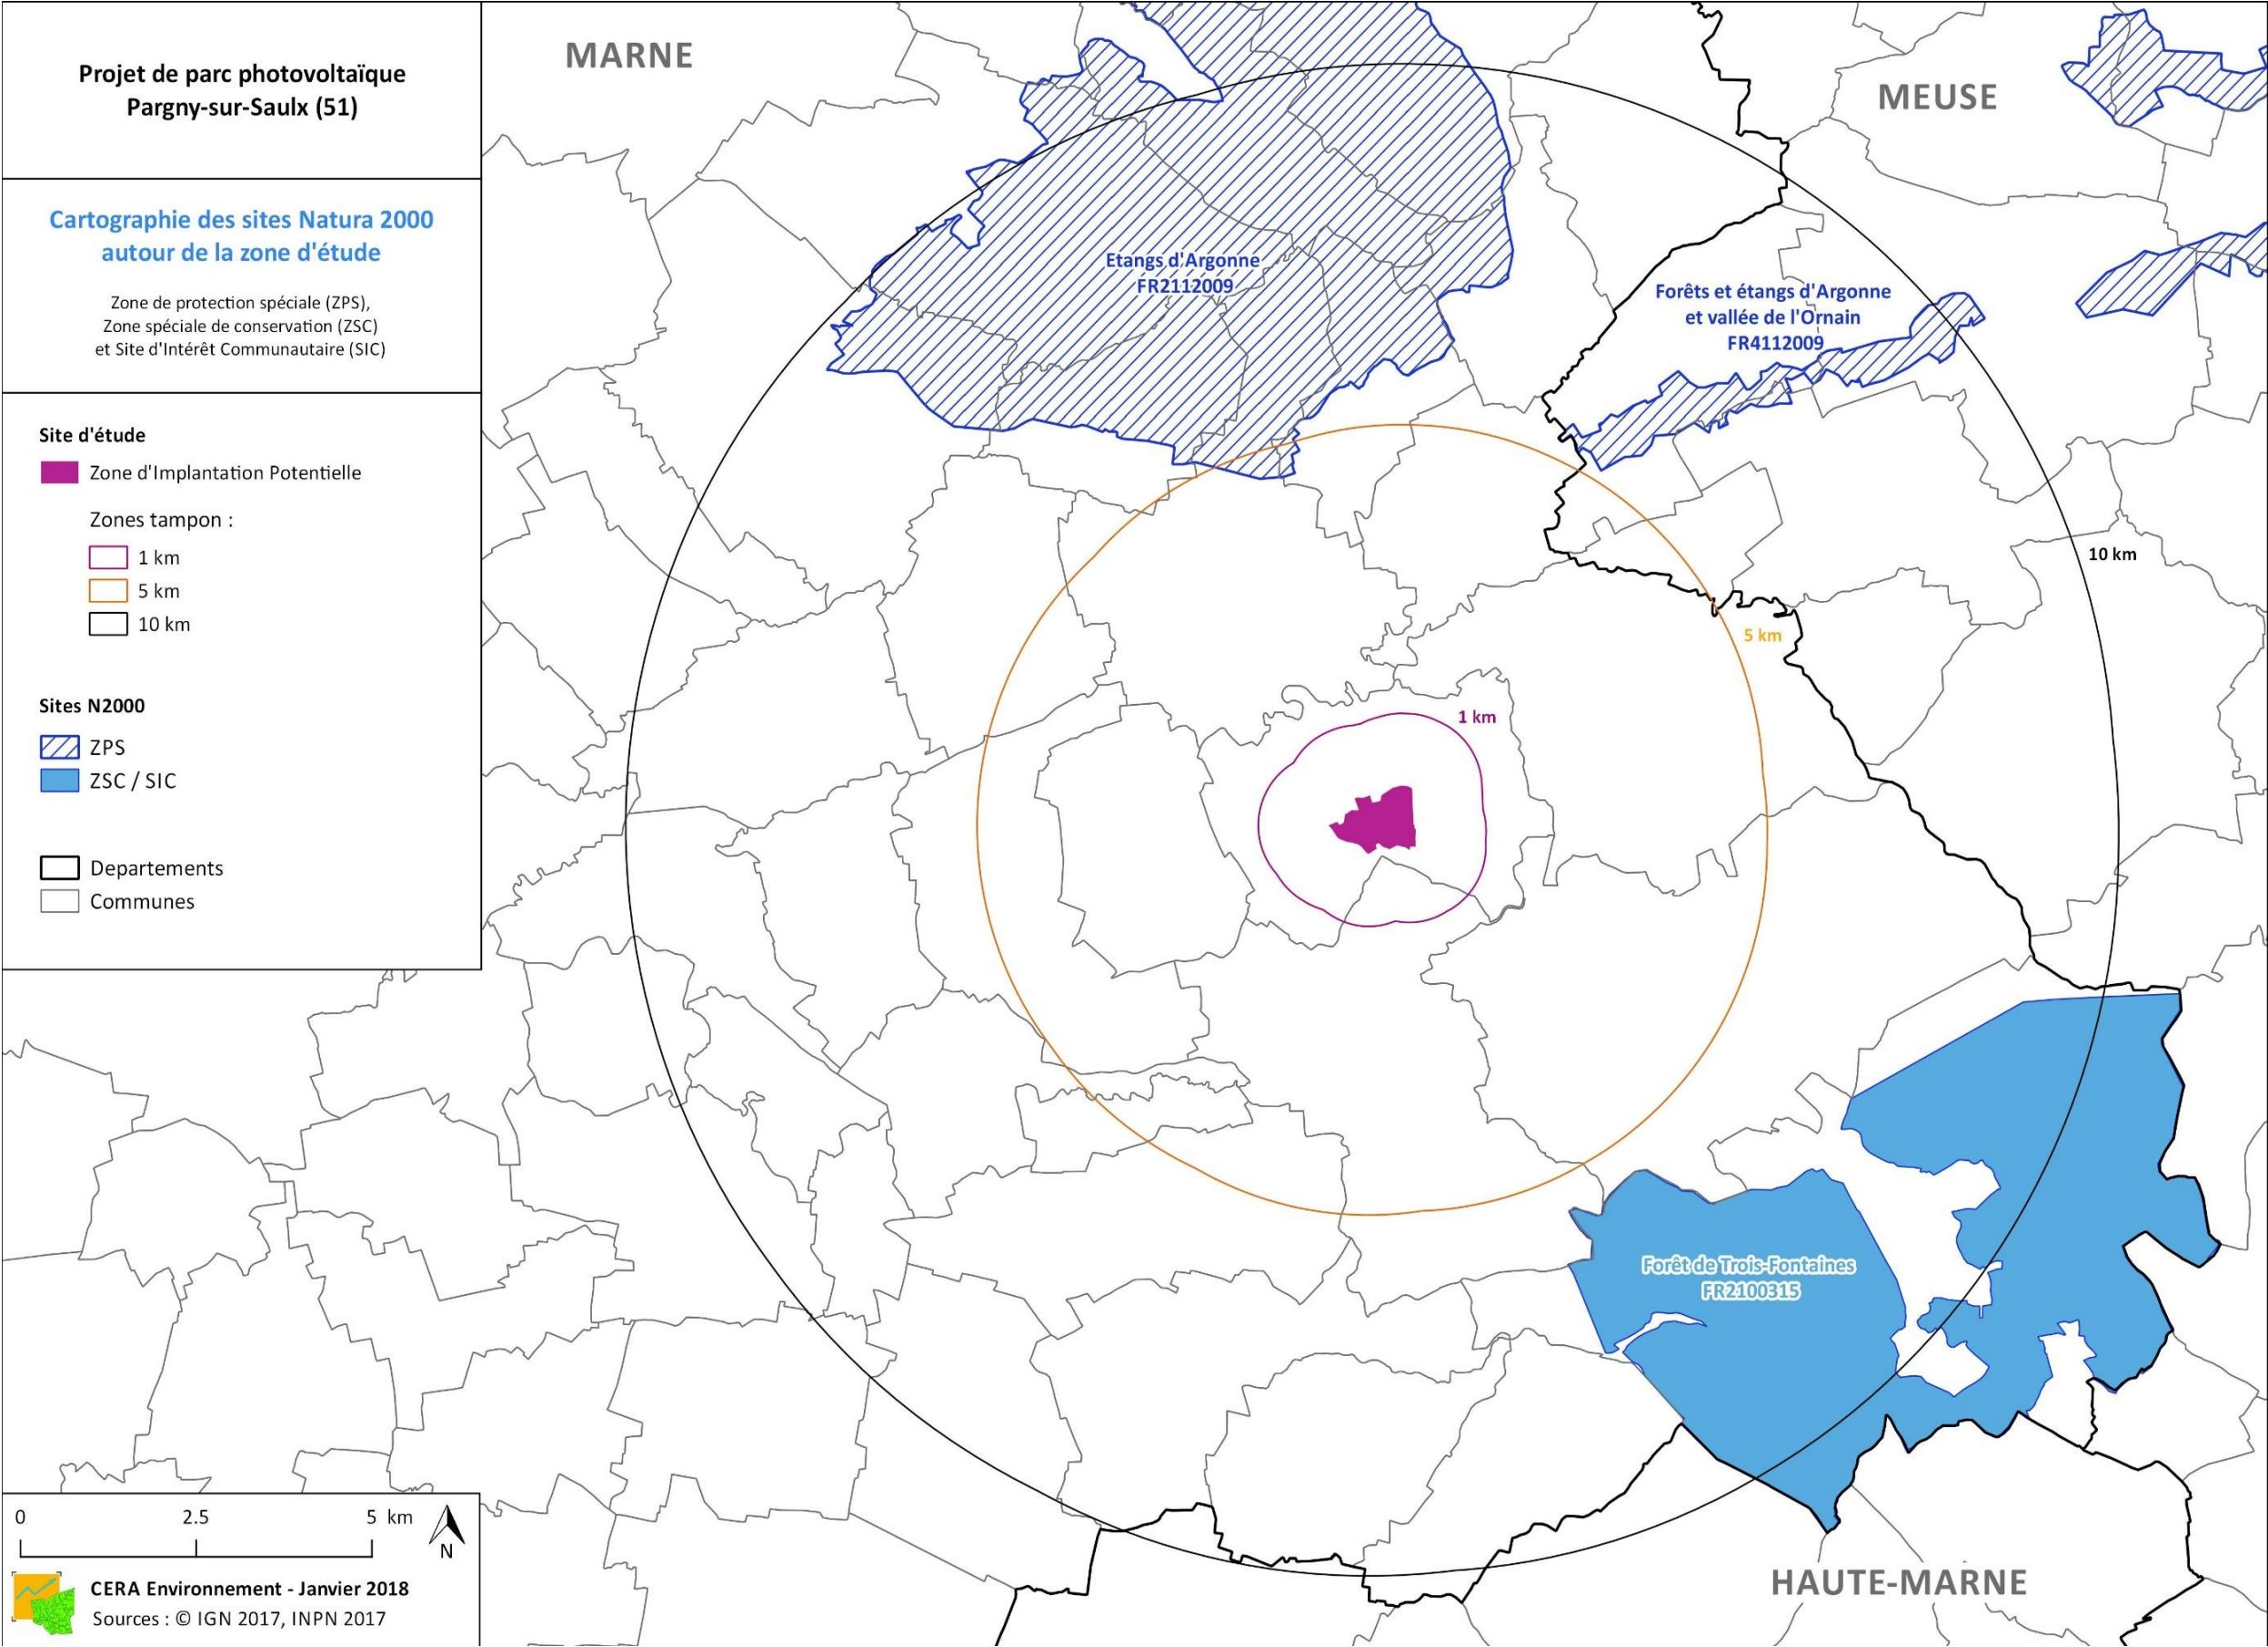 Projet de parc photovoltaïque
Pargny-sur-Saulx (51)
Cartographie des sites Natura 2000
autour de la zone d'étude
Zone de protection spéciale (ZPS),
Zone spéciale de conservation (ZSC)
et Site d'Intérêt Communautaire (SIC)
Site d'étude
Zone d'Implantation Potentielle
Zones tampon :
1 km
5 km
10 km
Sites N2000
ZPS
ZSC / SIC
Departements
Communes
0 2.5 5 km
N
CERA Environnement - Janvier 2018
Sources : © IGN 2017, INPN 2017
MARNE
MEUSE
Etangs d'Argonne
FR2112009
Forêts et étangs d'Argonne
et vallée de l'Ornain
FR4112009
10 km
5 km
1 km
Forêt de Trois-Fontaines
FR2100315
HAUTE-MARNE